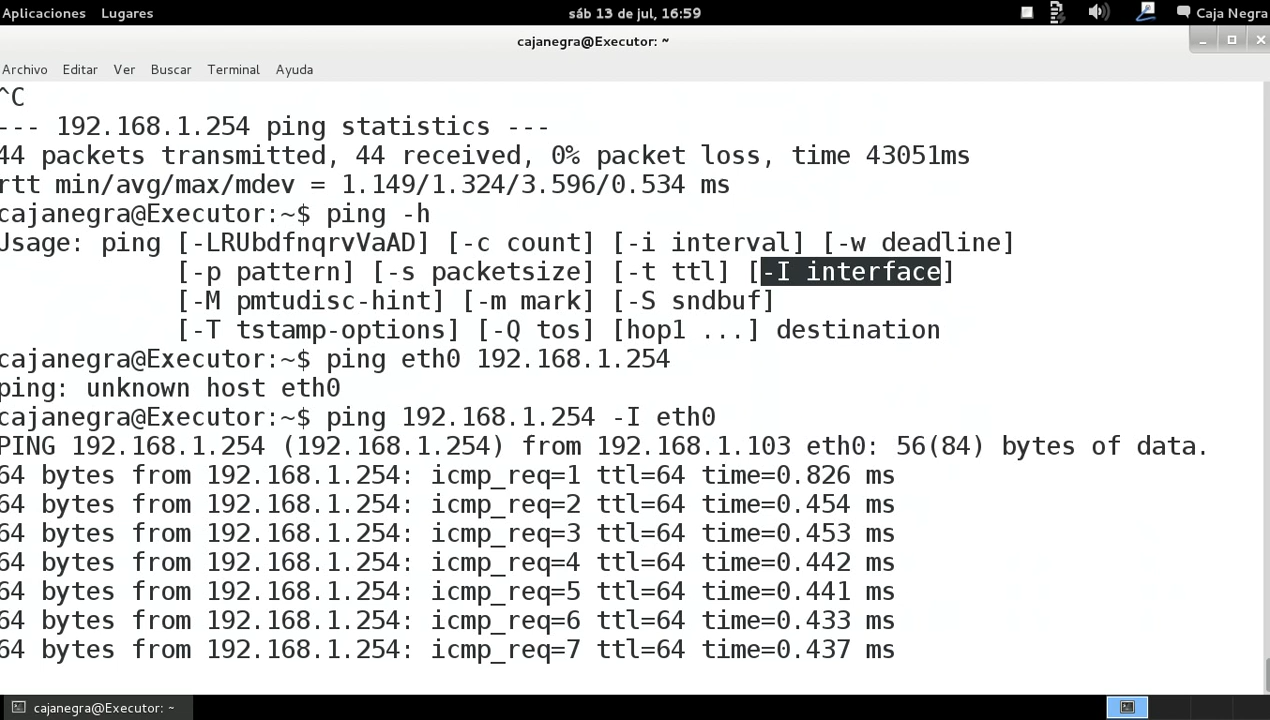 Aplicaciones Lugares sáb 13 de jul, 16:59 Caja Negra
cajanegra@Executor: ~
Archivo Editar Ver Buscar Terminal Ayuda
^C
--- 192.168.1.254 ping statistics ---
44 packets transmitted, 44 received, 0% packet loss, time 43051ms
rtt min/avg/max/mdev = 1.149/1.324/3.596/0.534 ms
cajanegra@Executor:~$ ping -h
Usage: ping [-LRUbdfnqrvVaAD] [-c count] [-i interval] [-w deadline]
[-p pattern] [-s packetsize] [-t ttl] [-I interface]
[-M pmtudisc-hint] [-m mark] [-S sndbuf]
[-T tstamp-options] [-Q tos] [hop1 ...] destination
cajanegra@Executor:~$ ping eth0 192.168.1.254
ping: unknown host eth0
cajanegra@Executor:~$ ping 192.168.1.254 -I eth0
PING 192.168.1.254 (192.168.1.254) from 192.168.1.103 eth0: 56(84) bytes of data.
64 bytes from 192.168.1.254: icmp_req=1 ttl=64 time=0.826 ms
64 bytes from 192.168.1.254: icmp_req=2 ttl=64 time=0.454 ms
64 bytes from 192.168.1.254: icmp_req=3 ttl=64 time=0.453 ms
64 bytes from 192.168.1.254: icmp_req=4 ttl=64 time=0.442 ms
64 bytes from 192.168.1.254: icmp_req=5 ttl=64 time=0.441 ms
64 bytes from 192.168.1.254: icmp_req=6 ttl=64 time=0.433 ms
64 bytes from 192.168.1.254: icmp_req=7 ttl=64 time=0.437 ms
cajanegra@Executor: ~